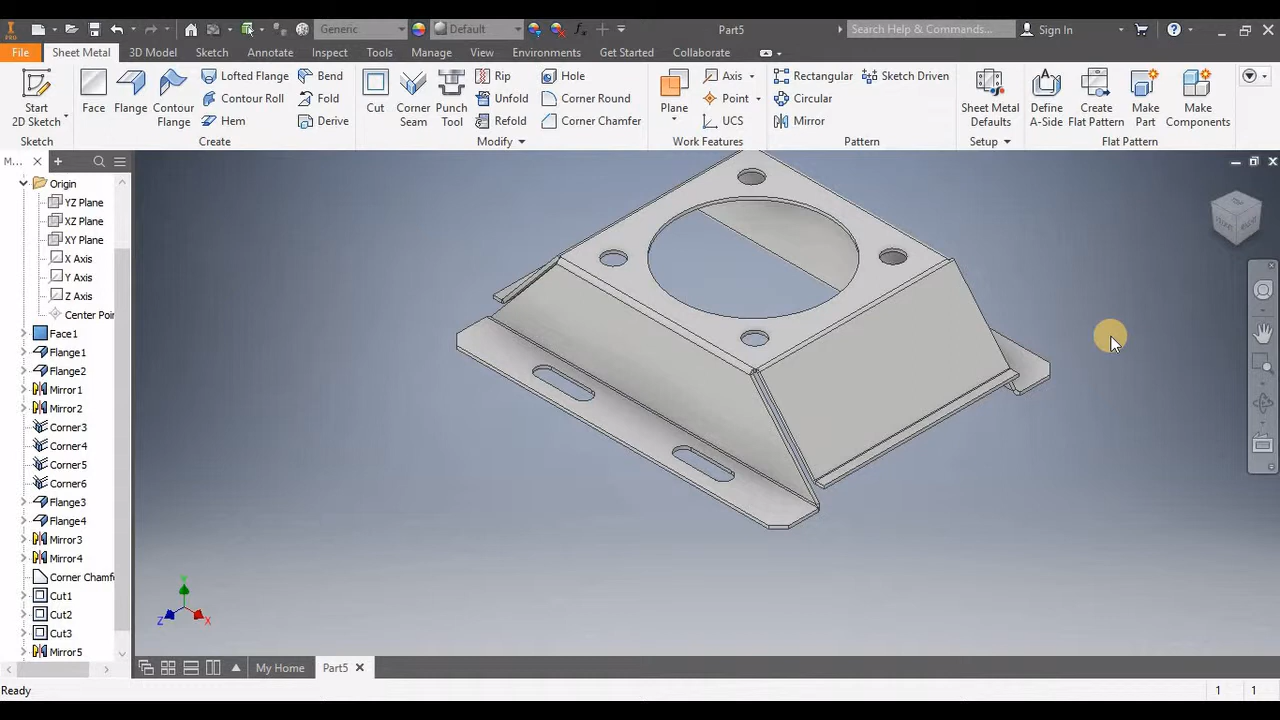 PRO
Generic
Default
fx
Part5
Search Help & Commands...
Sign In
File
Sheet Metal
3D Model
Sketch
Annotate
Inspect
Tools
Manage
View
Environments
Get Started
Collaborate
Start
2D Sketch
Sketch
Face
Flange
Contour
Flange
Lofted Flange
Contour Roll
Hem
Bend
Fold
Derive
Create
Cut
Corner
Seam
Punch
Tool
Rip
Unfold
Refold
Hole
Corner Round
Corner Chamfer
Modify
Plane
Axis
Point
UCS
Work Features
Rectangular
Circular
Mirror
Sketch Driven
Pattern
Sheet Metal
Defaults
Setup
Define
A-Side
Create
Flat Pattern
Make
Part
Make
Components
Flat Pattern
M...
Origin
YZ Plane
XZ Plane
XY Plane
X Axis
Y Axis
Z Axis
Center Poi
Face1
Flange1
Flange2
Mirror1
Mirror2
Corner3
Corner4
Corner5
Corner6
Flange3
Flange4
Mirror3
Mirror4
Corner Chamf
Cut1
Cut2
Cut3
Mirror5
Y
Z
X
My Home
Part5
Ready
1
1